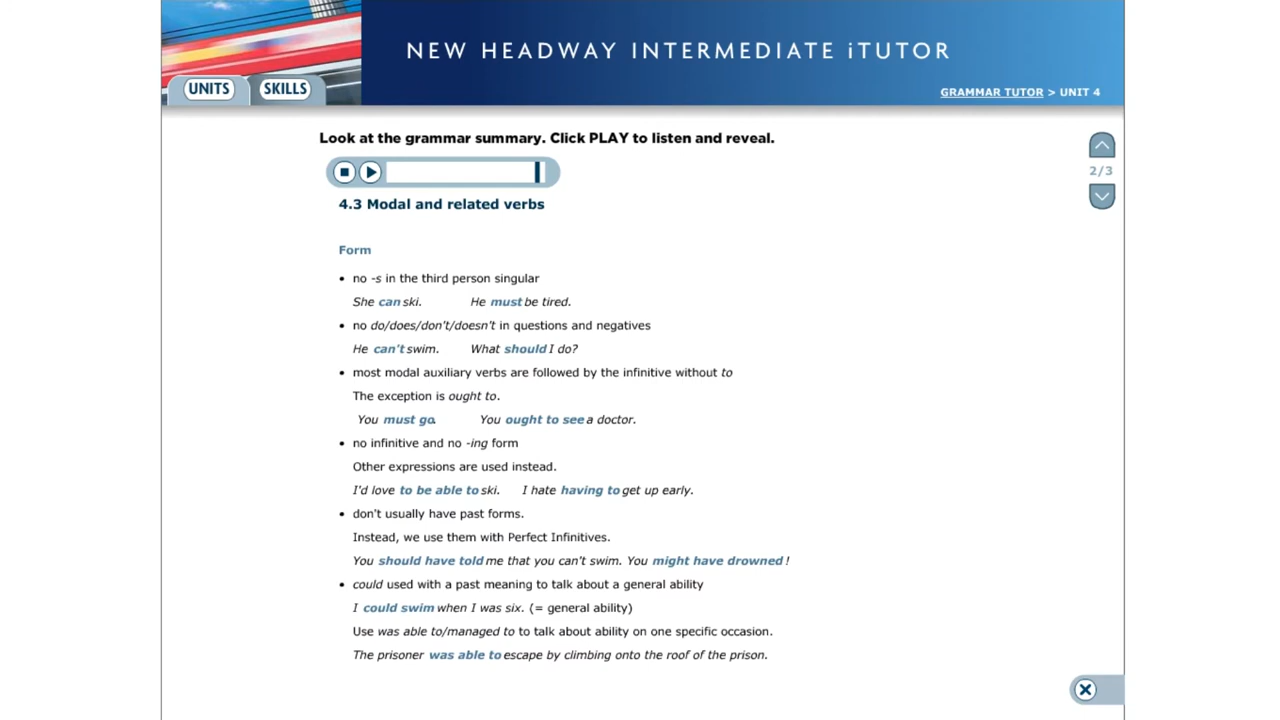 NEW HEADWAY INTERMEDIATE iTUTOR
UNITS SKILLS
GRAMMAR TUTOR > UNIT 4
Look at the grammar summary. Click PLAY to listen and reveal.
2/3
4.3 Modal and related verbs
Form
• no -s in the third person singular
She can ski. He must be tired.
• no do/does/don't/doesn't in questions and negatives
He can't swim. What should I do?
• most modal auxiliary verbs are followed by the infinitive without to
The exception is ought to.
You must go. You ought to see a doctor.
• no infinitive and no -ing form
Other expressions are used instead.
I'd love to be able to ski. I hate having to get up early.
• don't usually have past forms.
Instead, we use them with Perfect Infinitives.
You should have told me that you can't swim. You might have drowned!
• could used with a past meaning to talk about a general ability
I could swim when I was six. (= general ability)
Use was able to/managed to to talk about ability on one specific occasion.
The prisoner was able to escape by climbing onto the roof of the prison.